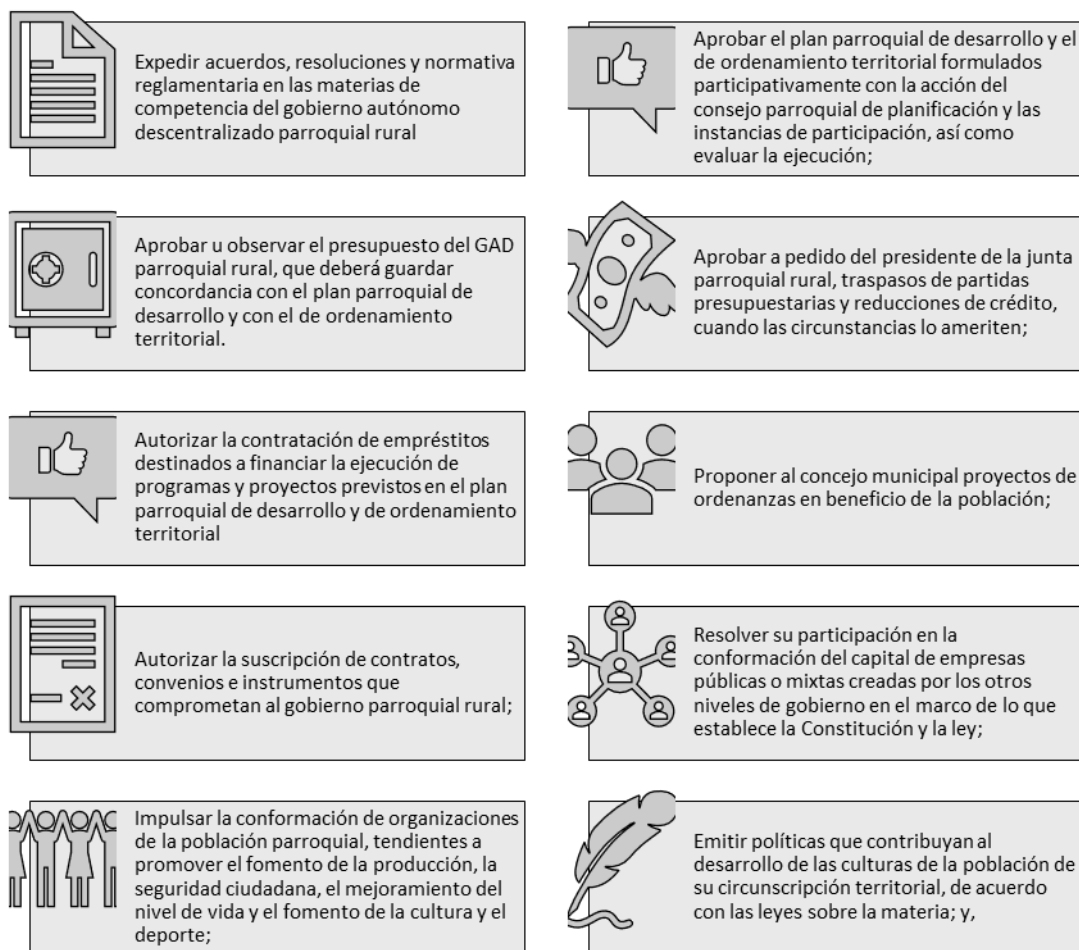 Expedir acuerdos, resoluciones y normativa
reglamentaria en las materias de
competencia del gobierno autónomo
descentralizado parroquial rural
Aprobar el plan parroquial de desarrollo y el
de ordenamiento territorial formulados
participativamente con la acción del
consejo parroquial de planificación y las
instancias de participación, así como
evaluar la ejecución;
Aprobar u observar el presupuesto del GAD
parroquial rural, que deberá guardar
concordancia con el plan parroquial de
desarrollo y con el de ordenamiento
territorial.
Aprobar a pedido del presidente de la junta
parroquial rural, traspasos de partidas
presupuestarias y reducciones de crédito,
cuando las circunstancias lo ameriten;
Autorizar la contratación de empréstitos
destinados a financiar la ejecución de
programas y proyectos previstos en el plan
parroquial de desarrollo y de ordenamiento
territorial
Proponer al concejo municipal proyectos de
ordenanzas en beneficio de la población;
Autorizar la suscripción de contratos,
convenios e instrumentos que
comprometan al gobierno parroquial rural;
Resolver su participación en la
conformación del capital de empresas
públicas o mixtas creadas por los otros
niveles de gobierno en el marco de lo que
establece la Constitución y la ley;
Impulsar la conformación de organizaciones
de la población parroquial, tendientes a
promover el fomento de la producción, la
seguridad ciudadana, el mejoramiento del
nivel de vida y el fomento de la cultura y el
deporte;
Emitir políticas que contribuyan al
desarrollo de las culturas de la población de
su circunscripción territorial, de acuerdo
con las leyes sobre la materia; y,